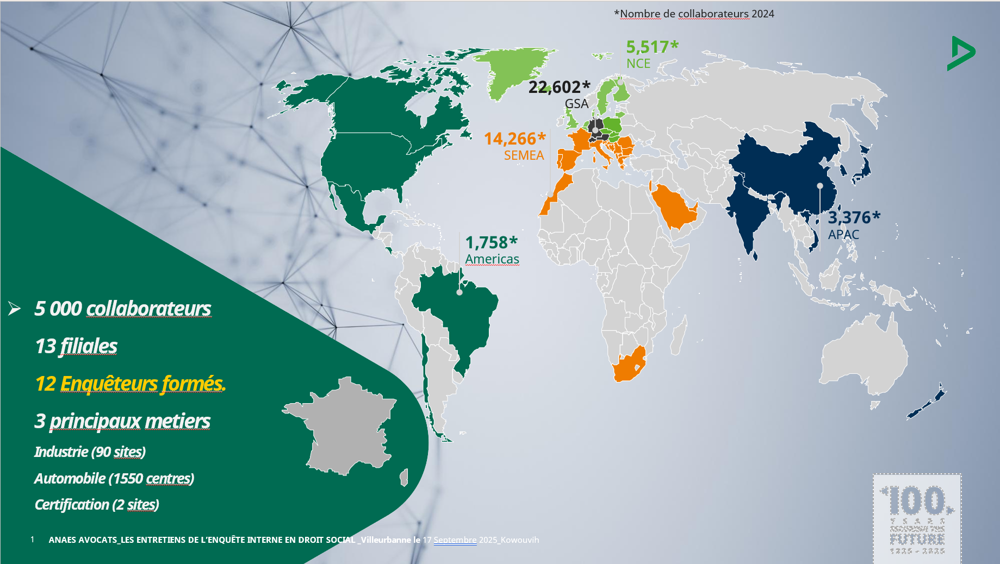 *Nombre de collaborateurs 2024
5,517*
NCE
22,602*
GSA
14,266*
SEMEA
3,376*
APAC
1,758*
Americas
5 000 collaborateurs
13 filiales
12 Enquêteurs formés.
3 principaux metiers
Industrie (90 sites)
Automobile (1550 centres)
Certification (2 sites)
100
YEARS
FUTURE
1 ANAES AVOCATS_LES ENTRETIENS DE L’ENQUÊTE INTERNE EN DROIT SOCIAL _Villeurbanne le 17 Septembre 2025_Kowouvih